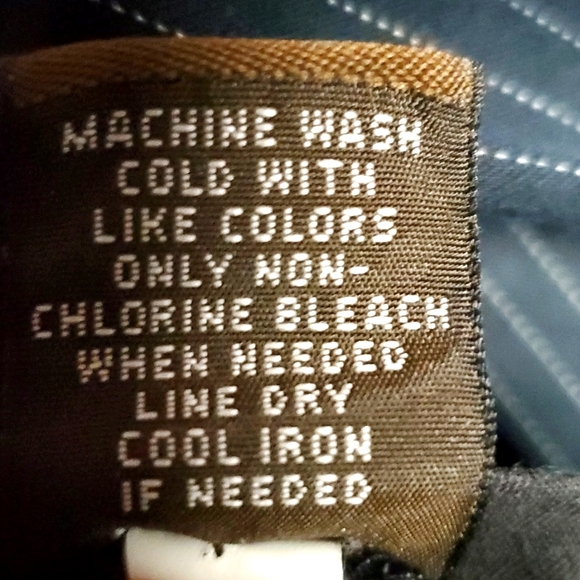 MACHINE WASH
COLD WITH
LIKE COLORS
ONLY NON-
CHLORINE BLEACH
WHEN NEEDED
LINE DRY
COOL IRON
IF NEEDED